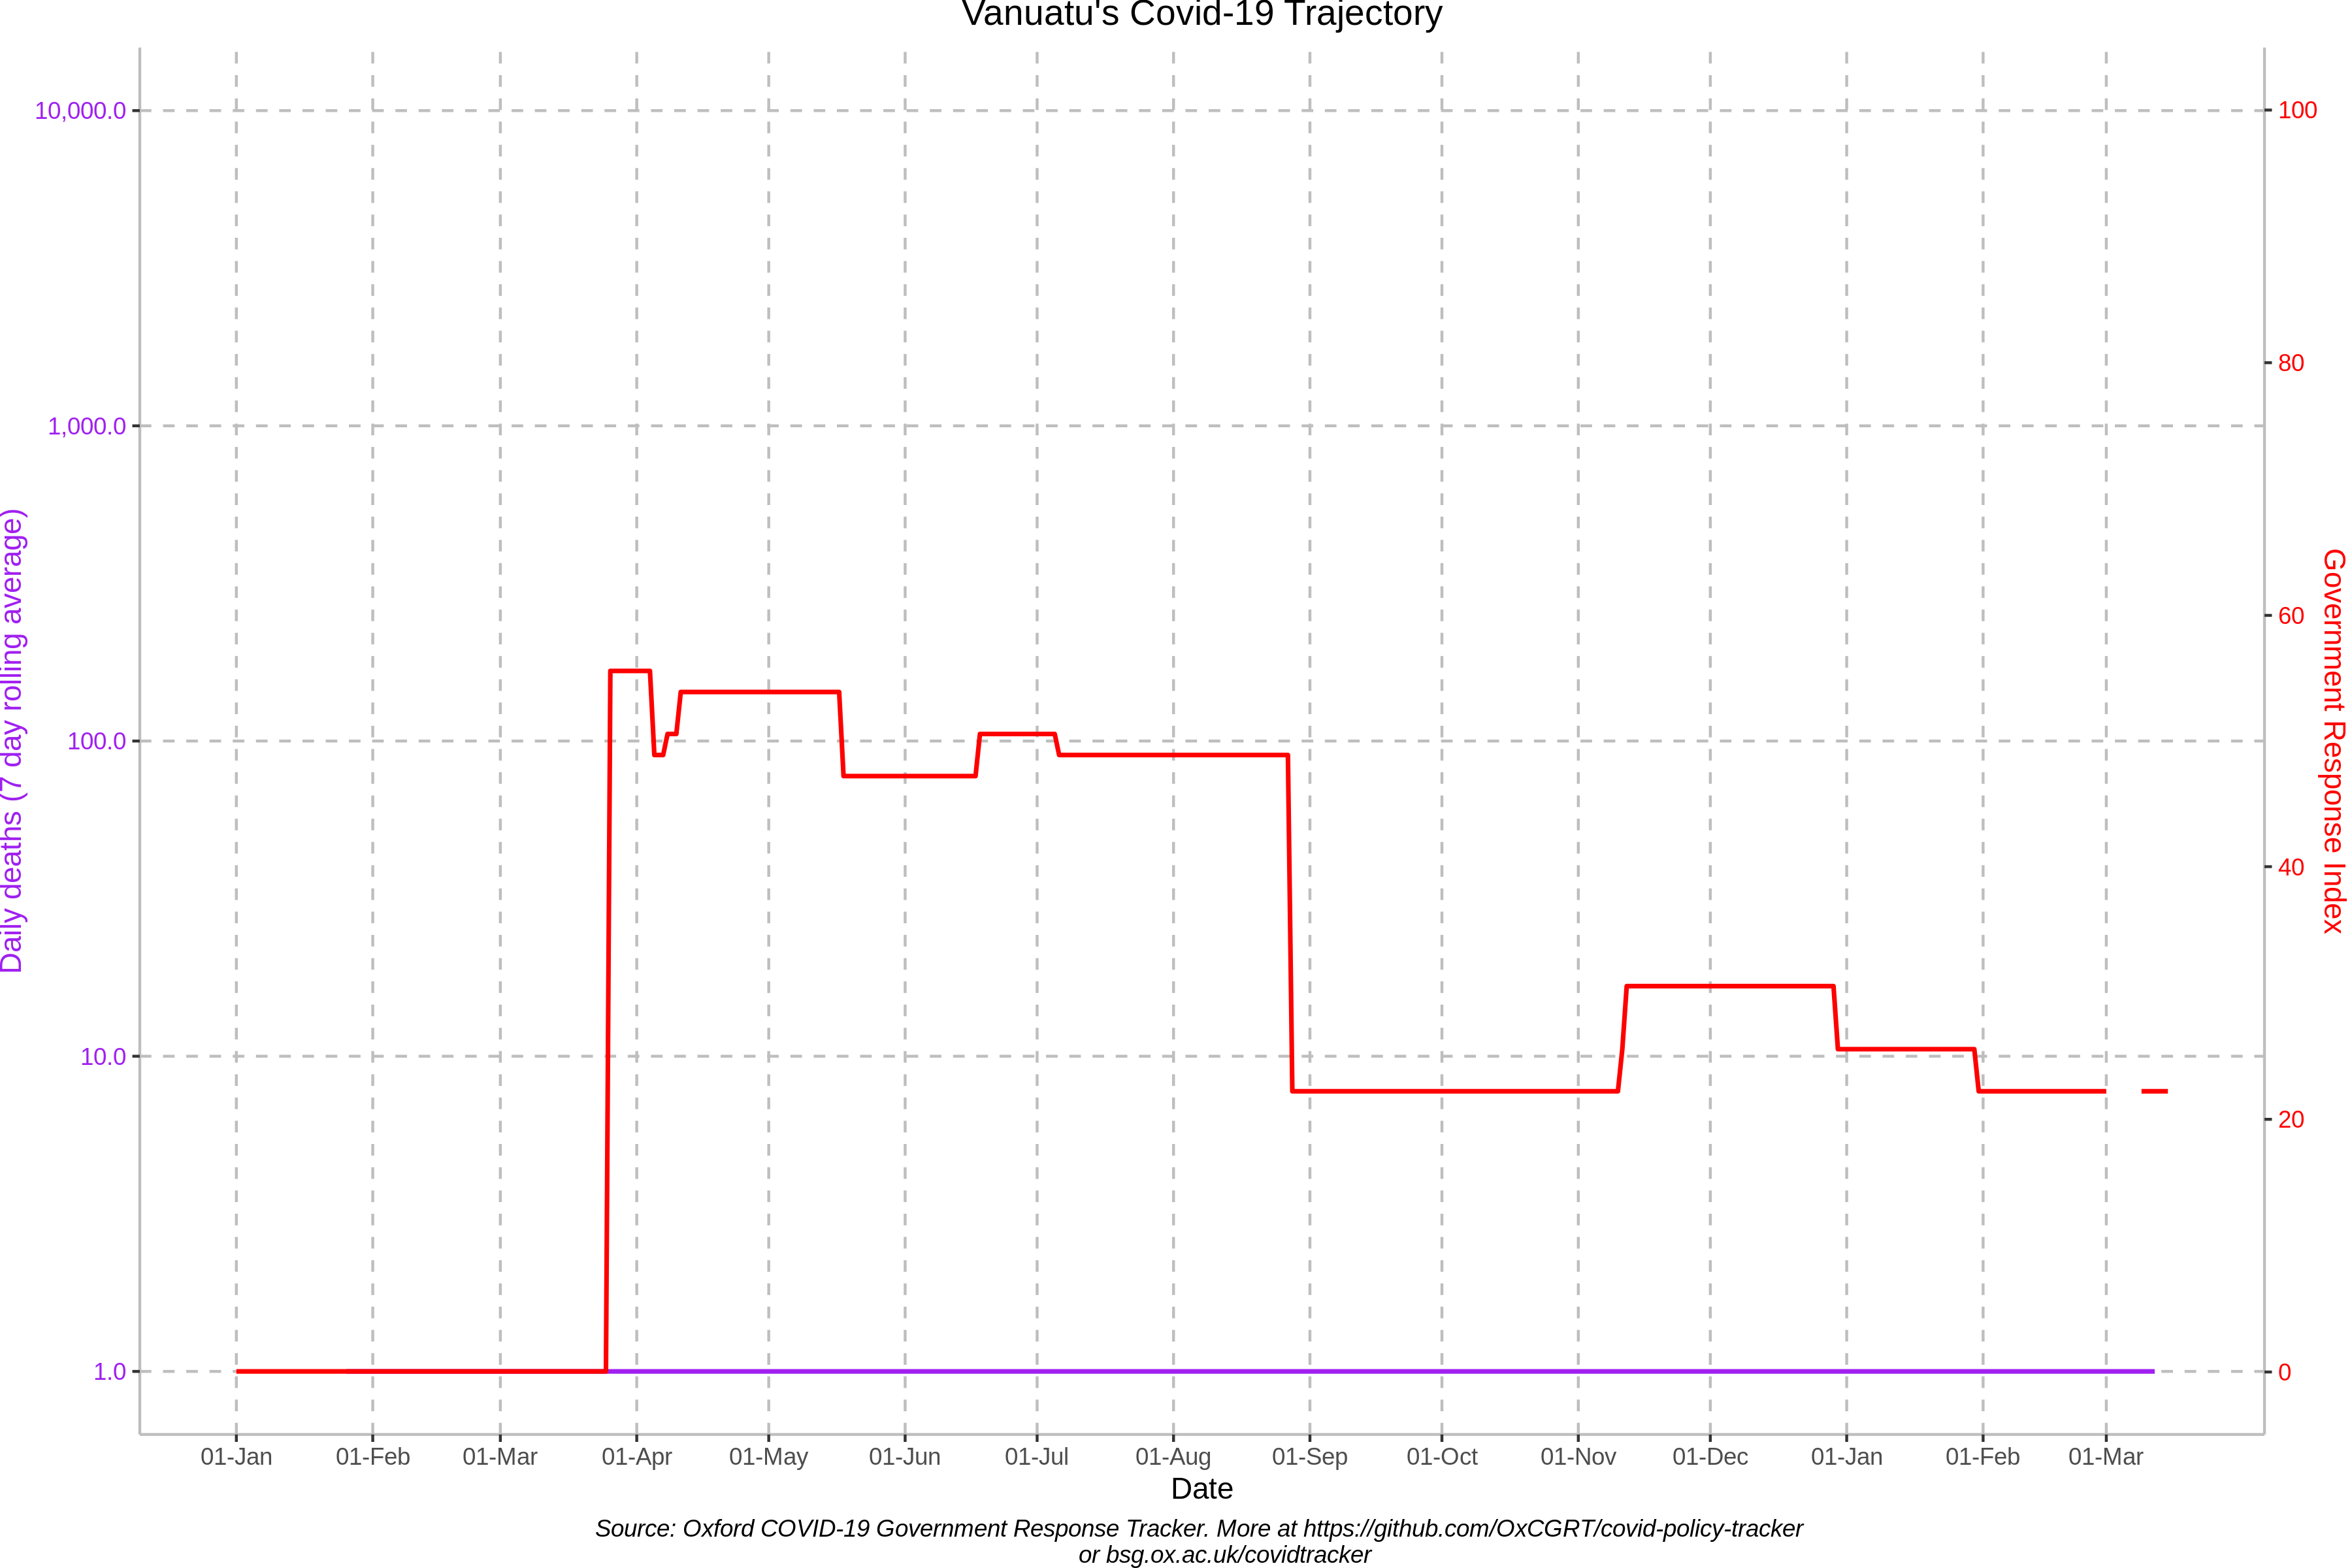 Vanuatu's Covid-19 Trajectory
10,000.0
1,000.0
100.0
10.0
1.0
Daily deaths (7 day rolling average)
100
80
60
40
20
0
Government Response Index
01-Jan 01-Feb 01-Mar 01-Apr 01-May 01-Jun 01-Jul 01-Aug 01-Sep 01-Oct 01-Nov 01-Dec 01-Jan 01-Feb 01-Mar
Date
Source: Oxford COVID-19 Government Response Tracker. More at https://github.com/OxCGRT/covid-policy-tracker
or bsg.ox.ac.uk/covidtracker